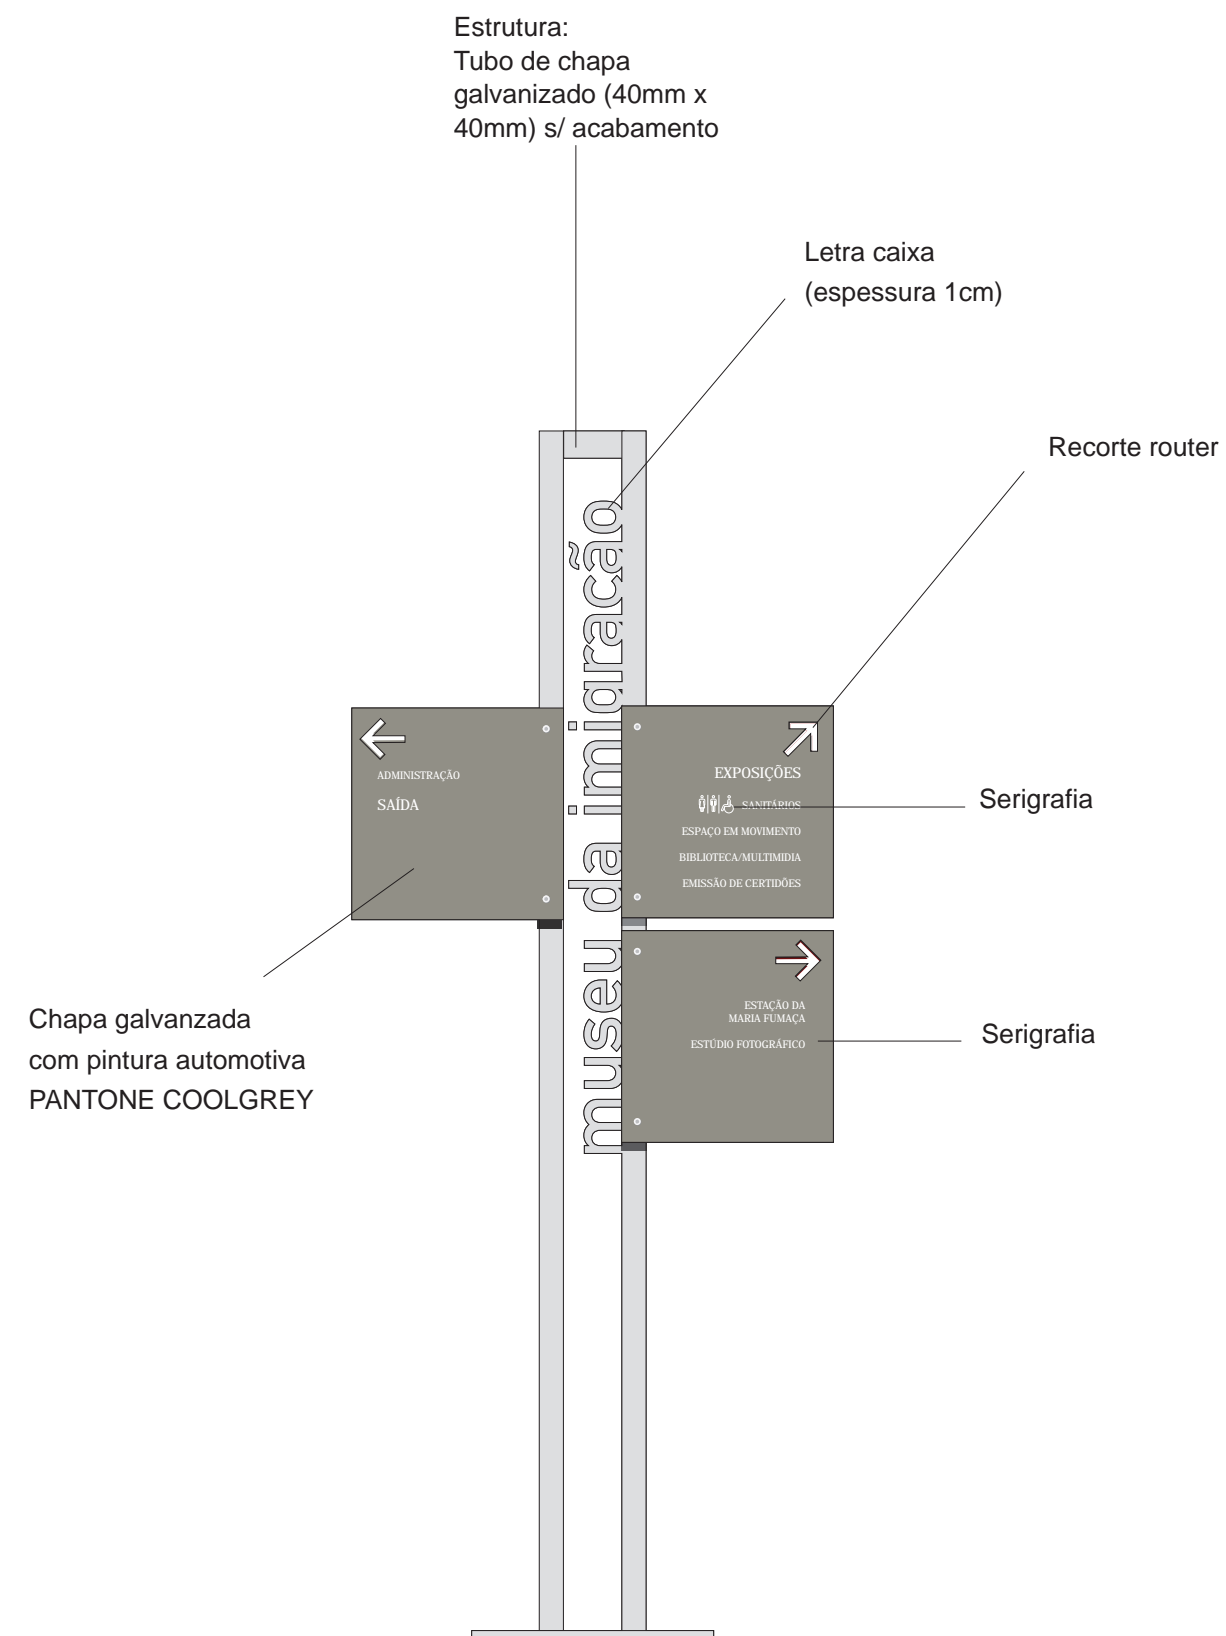 Estrutura:
Tubo de chapa
galvanizado (40mm x
40mm) s/ acabamento
Letra caixa
(espessura 1cm)
Recorte router
museu da imigração
ADMINISTRAÇÃO
SAÍDA
EXPOSIÇÕES
SANITÁRIOS
ESPAÇO EM MOVIMENTO
BIBLIOTECA/MULTIMIDIA
EMISSÃO DE CERTIDÕES
Serigrafia
ESTAÇÃO DA
MARIA FUMAÇA
ESTÚDIO FOTOGRÁFICO
Serigrafia
Chapa galvanzada
com pintura automotiva
PANTONE COOLGREY